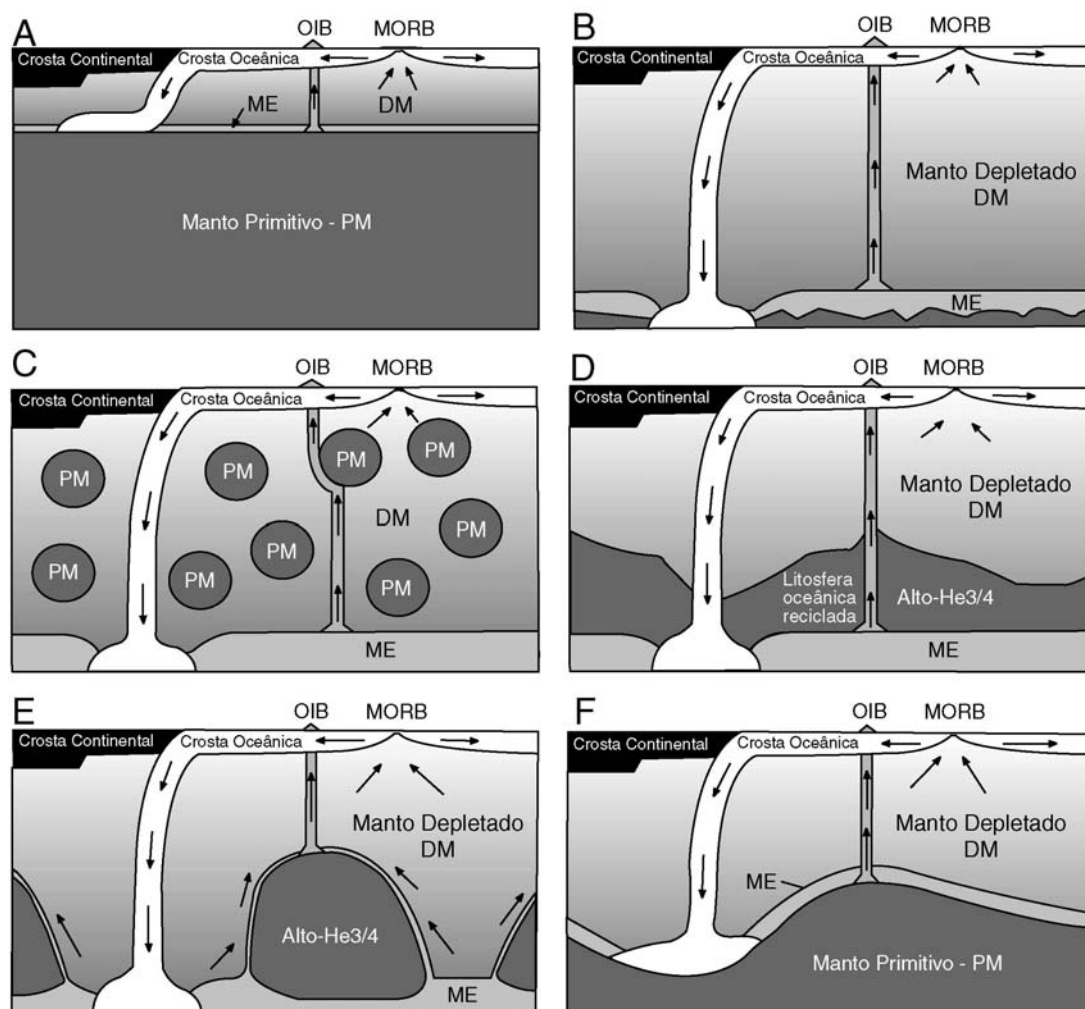 A
OIB
MORB
Crosta Continental
Crosta Oceânica
ME
DM
Manto Primitivo - PM
B
OIB
MORB
Crosta Continental
Crosta Oceânica
Manto Depletado
DM
ME
C
OIB
MORB
Crosta Continental
Crosta Oceânica
PM
PM
PM
PM
DM
PM
PM
PM
PM
ME
D
OIB
MORB
Crosta Continental
Crosta Oceânica
Manto Depletado
DM
Litosfera
oceânica
reciclada
Alto-He3/4
ME
E
OIB
MORB
Crosta Continental
Crosta Oceânica
Manto Depletado
DM
Alto-He3/4
ME
F
OIB
MORB
Crosta Continental
Crosta Oceânica
Manto Depletado
DM
ME
Manto Primitivo - PM